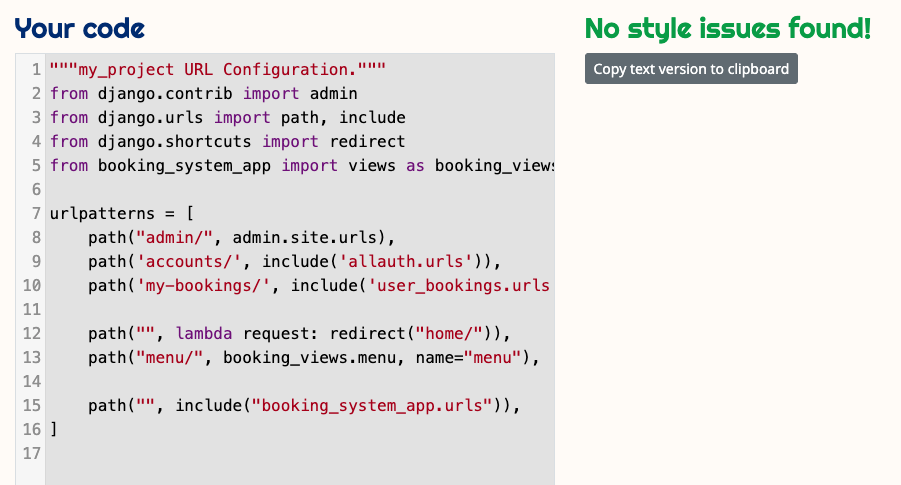 Your code
No style issues found!
Copy text version to clipboard
1 """my_project URL Configuration."""
2 from django.contrib import admin
3 from django.urls import path, include
4 from django.shortcuts import redirect
5 from booking_system_app import views as booking_views
6
7 urlpatterns = [
8     path("admin/", admin.site.urls),
9     path('accounts/', include('allauth.urls')),
10     path('my-bookings/', include('user_bookings.urls
11
12     path("", lambda request: redirect("home/")),
13     path("menu/", booking_views.menu, name="menu"),
14
15     path("", include("booking_system_app.urls")),
16 ]
17